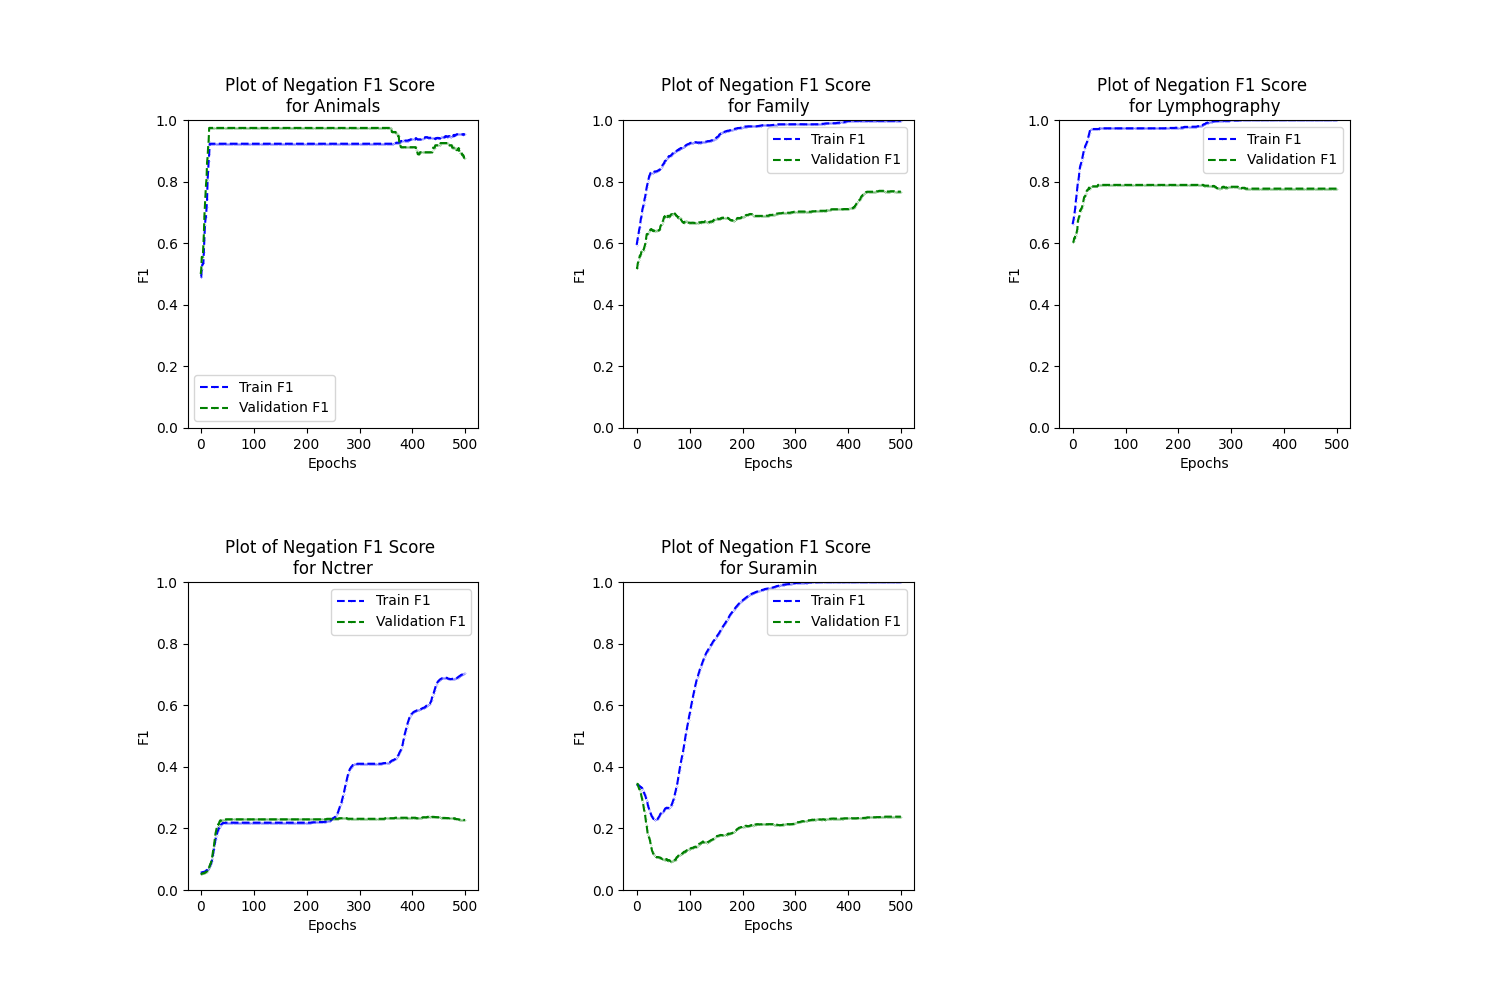 Plot of Negation F1 Score
for Animals
1.0
0.8
0.6
0.4
0.2
0.0
F1
Train F1
Validation F1
0 100 200 300 400 500
Epochs
Plot of Negation F1 Score
for Family
1.0
0.8
0.6
0.4
0.2
0.0
F1
Train F1
Validation F1
0 100 200 300 400 500
Epochs
Plot of Negation F1 Score
for Lymphography
1.0
0.8
0.6
0.4
0.2
0.0
F1
Train F1
Validation F1
0 100 200 300 400 500
Epochs
Plot of Negation F1 Score
for Nctrer
1.0
0.8
0.6
0.4
0.2
0.0
F1
Train F1
Validation F1
0 100 200 300 400 500
Epochs
Plot of Negation F1 Score
for Suramin
1.0
0.8
0.6
0.4
0.2
0.0
F1
Train F1
Validation F1
0 100 200 300 400 500
Epochs